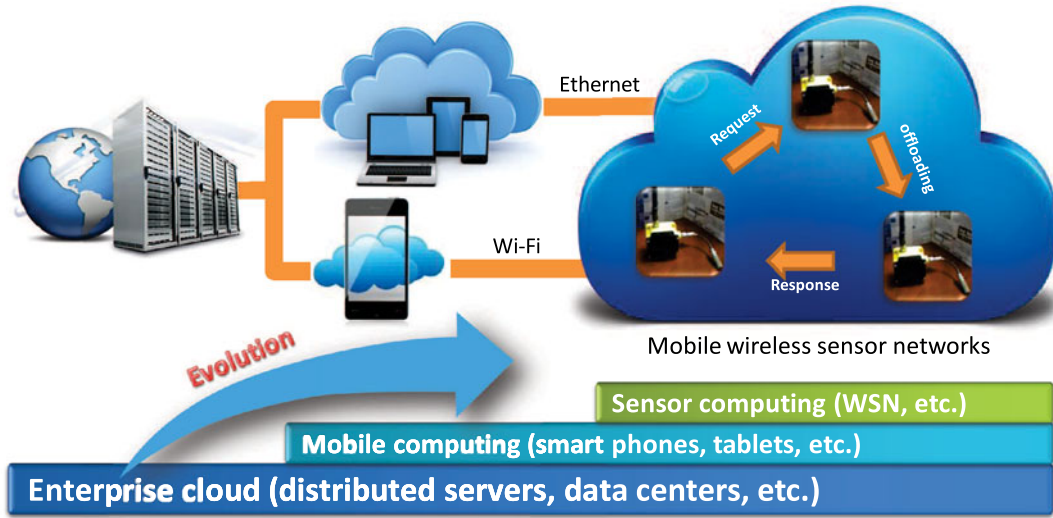 Ethernet
Request
offloading
Wi-Fi
Response
Mobile wireless sensor networks
Evolution
Sensor computing (WSN, etc.)
Mobile computing (smart phones, tablets, etc.)
Enterprise cloud (distributed servers, data centers, etc.)